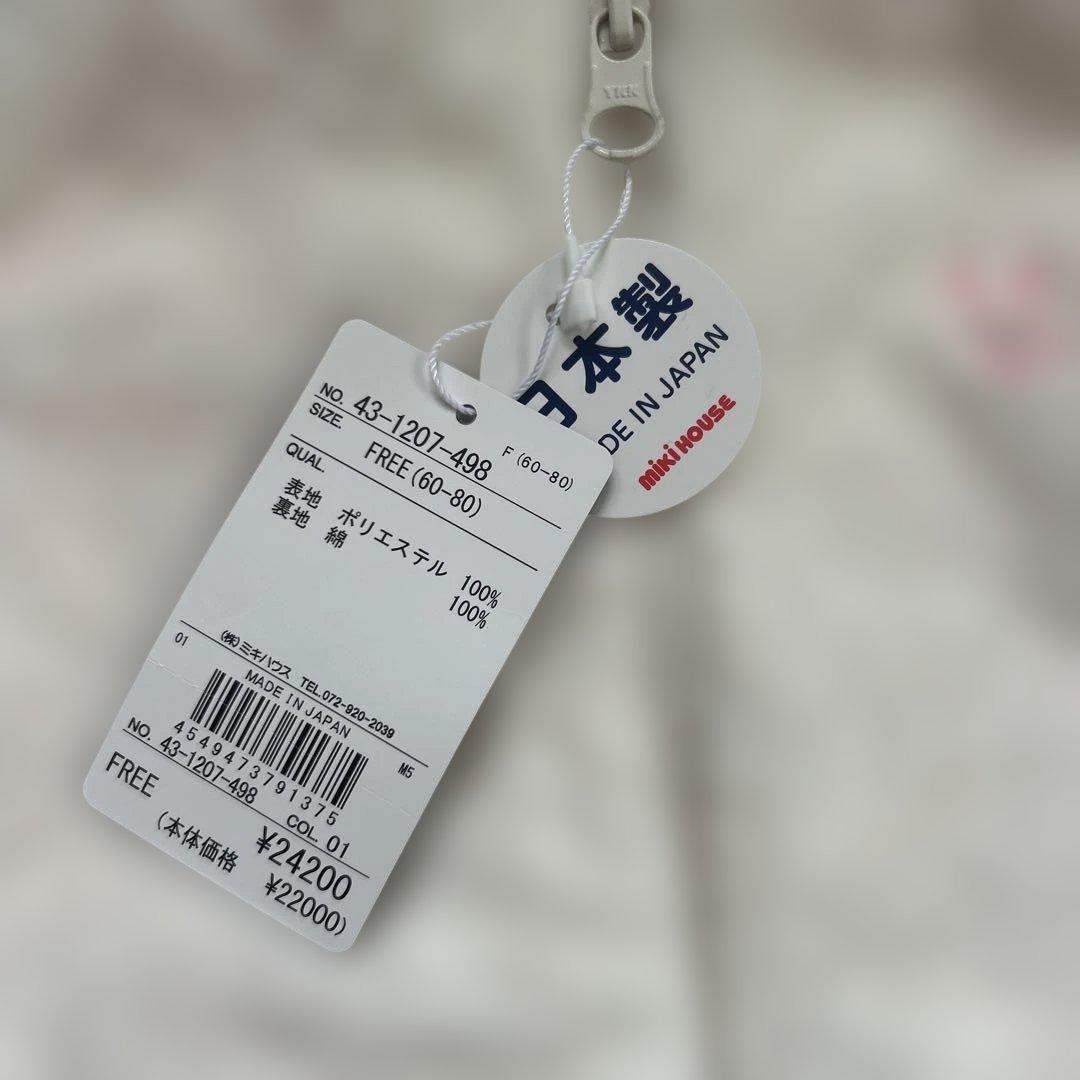 YKK
日本製
MADE IN JAPAN
miki HOUSE
NO. 43-1207-498
F (60-80)
SIZE. FREE (60-80)
QUAL.
表地 ポリエステル 100%
裏地 綿 100%
(株)ミキハウス TEL.072-920-2039
01 MADE IN JAPAN M5
4549473791375
NO. 43-1207-498 COL. 01
FREE ¥24200
(本体価格 ¥22000)